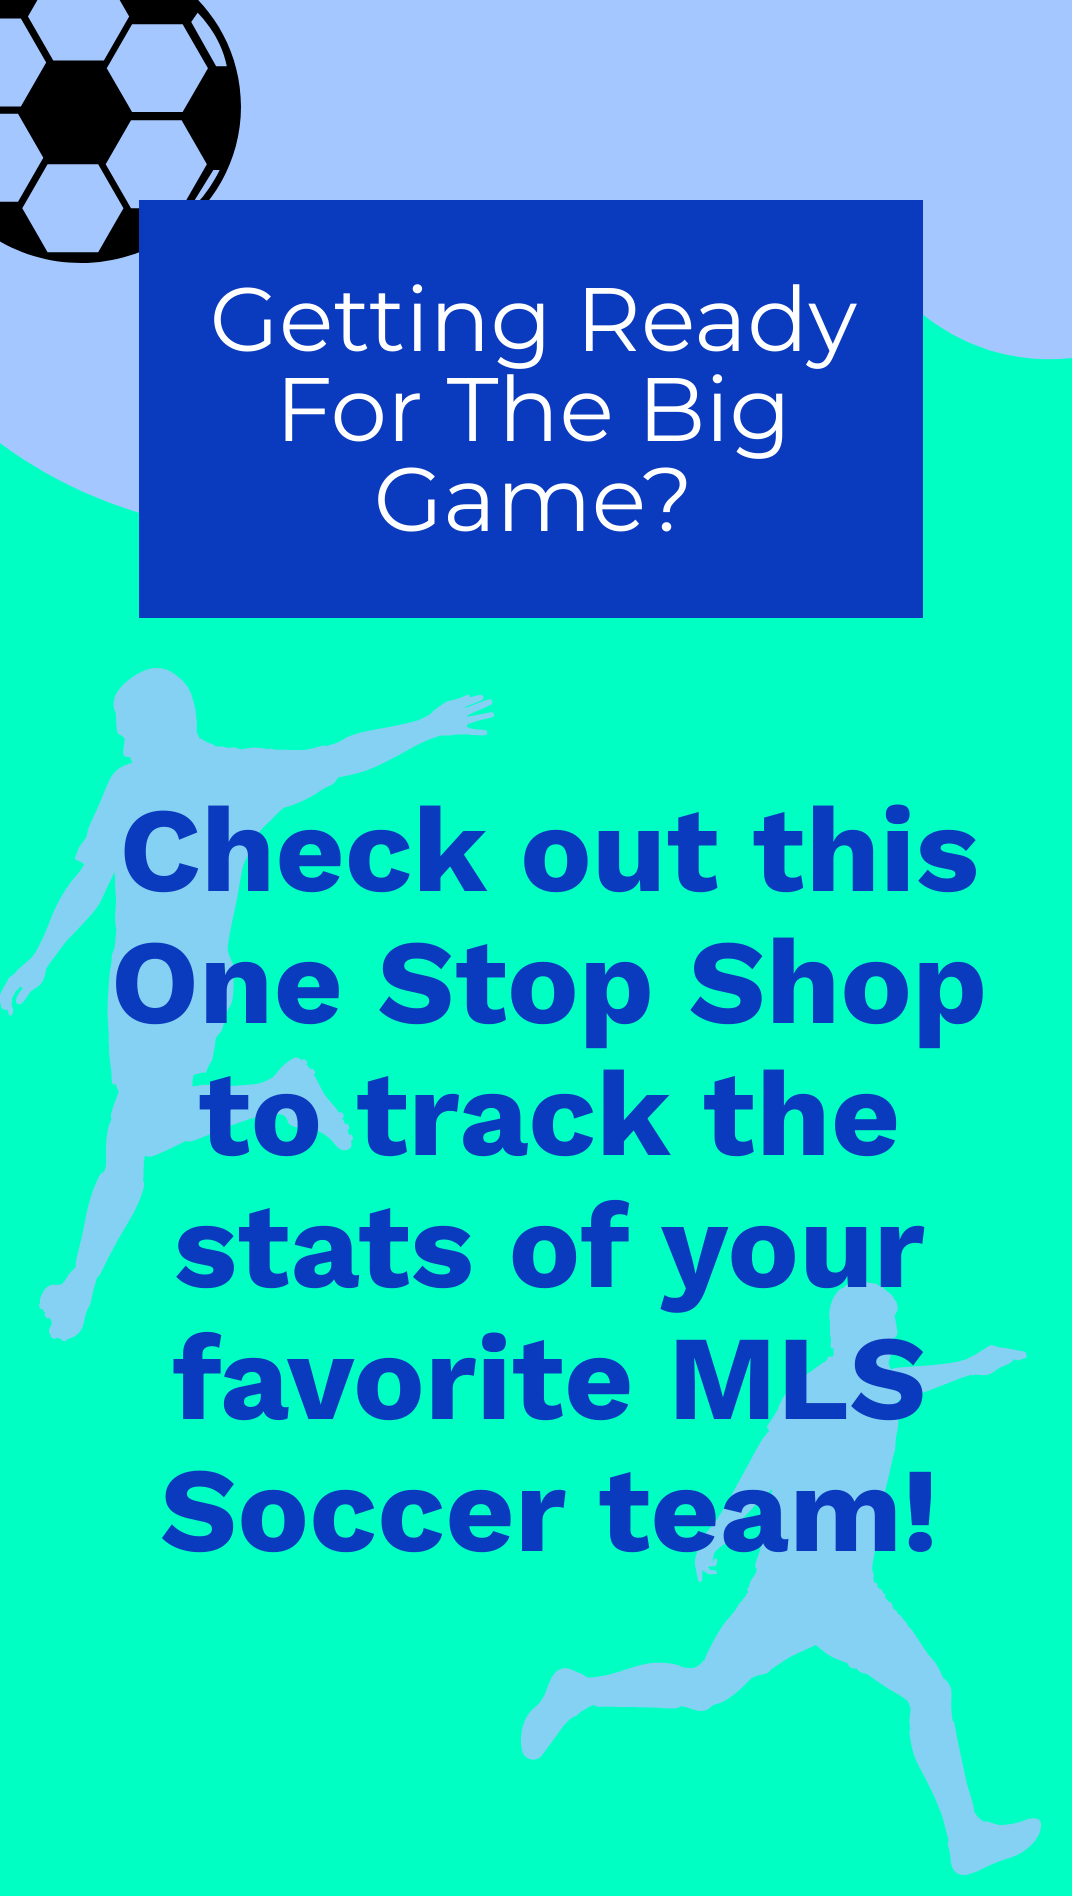 Getting Ready
For The Big
Game?
Check out this
One Stop Shop
to track the
stats of your
favorite MLS
Soccer team!